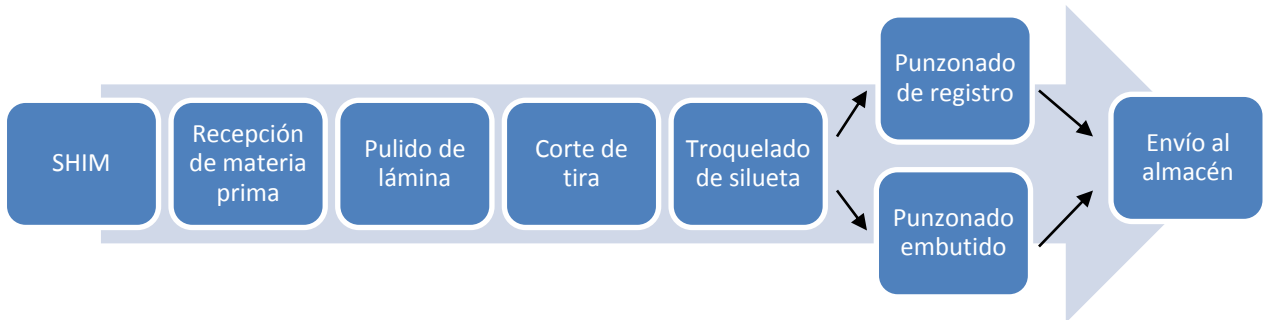 SHIM
Recepción
de materia
prima
Pulido de
lámina
Corte de
tira
Troquelado
de silueta
Punzonado
de registro
Punzonado
embutido
Envío al
almacén